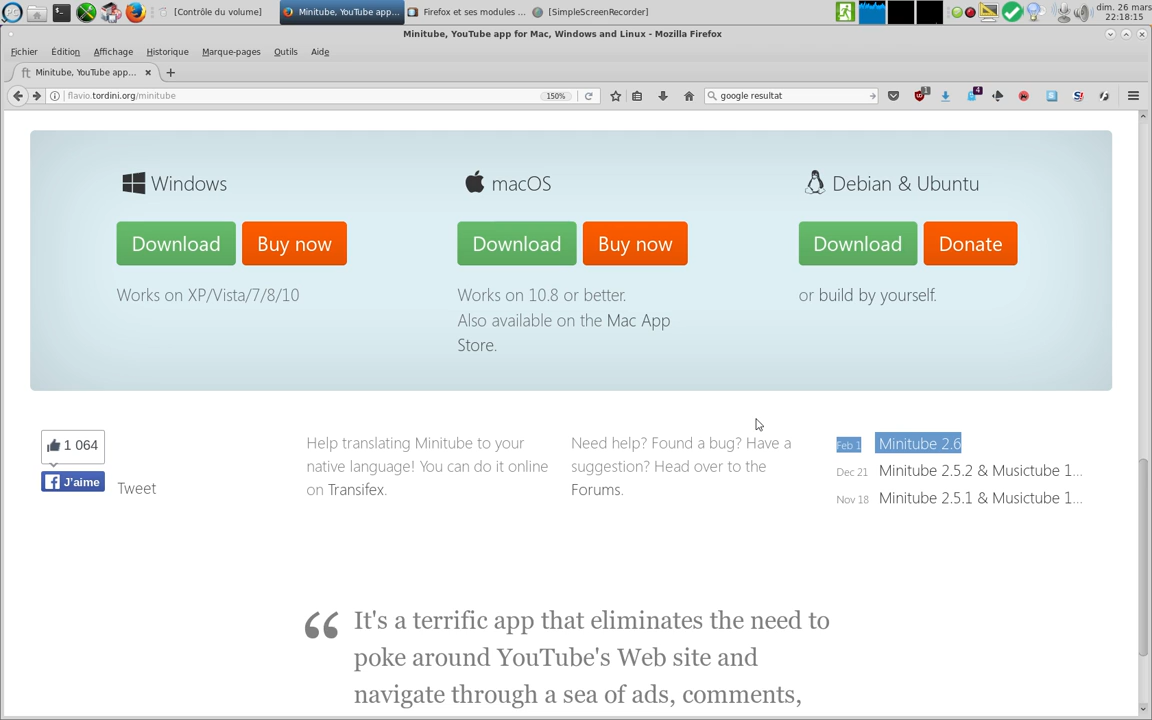 [Contrôle du volume]
Minitube, YouTube app...
Firefox et ses modules ...
[SimpleScreenRecorder]
dim. 26 mars
22:18:15
Minitube, YouTube app for Mac, Windows and Linux - Mozilla Firefox
Fichier Édition Affichage Historique Marque-pages Outils Aide
ft Minitube, YouTube app...
flavio.tordini.org/minitube
150%
google resultat
1
4
Windows
macOS
Debian & Ubuntu
Download Buy now
Download Buy now
Download Donate
Works on XP/Vista/7/8/10
Works on 10.8 or better.
Also available on the Mac App
Store.
or build by yourself.
1 064
J'aime
Tweet
Help translating Minitube to your
native language! You can do it online
on Transifex.
Need help? Found a bug? Have a
suggestion? Head over to the
Forums.
Feb 1 Minitube 2.6
Dec 21 Minitube 2.5.2 & Musictube 1...
Nov 18 Minitube 2.5.1 & Musictube 1...
“ It's a terrific app that eliminates the need to
poke around YouTube's Web site and
navigate through a sea of ads, comments,